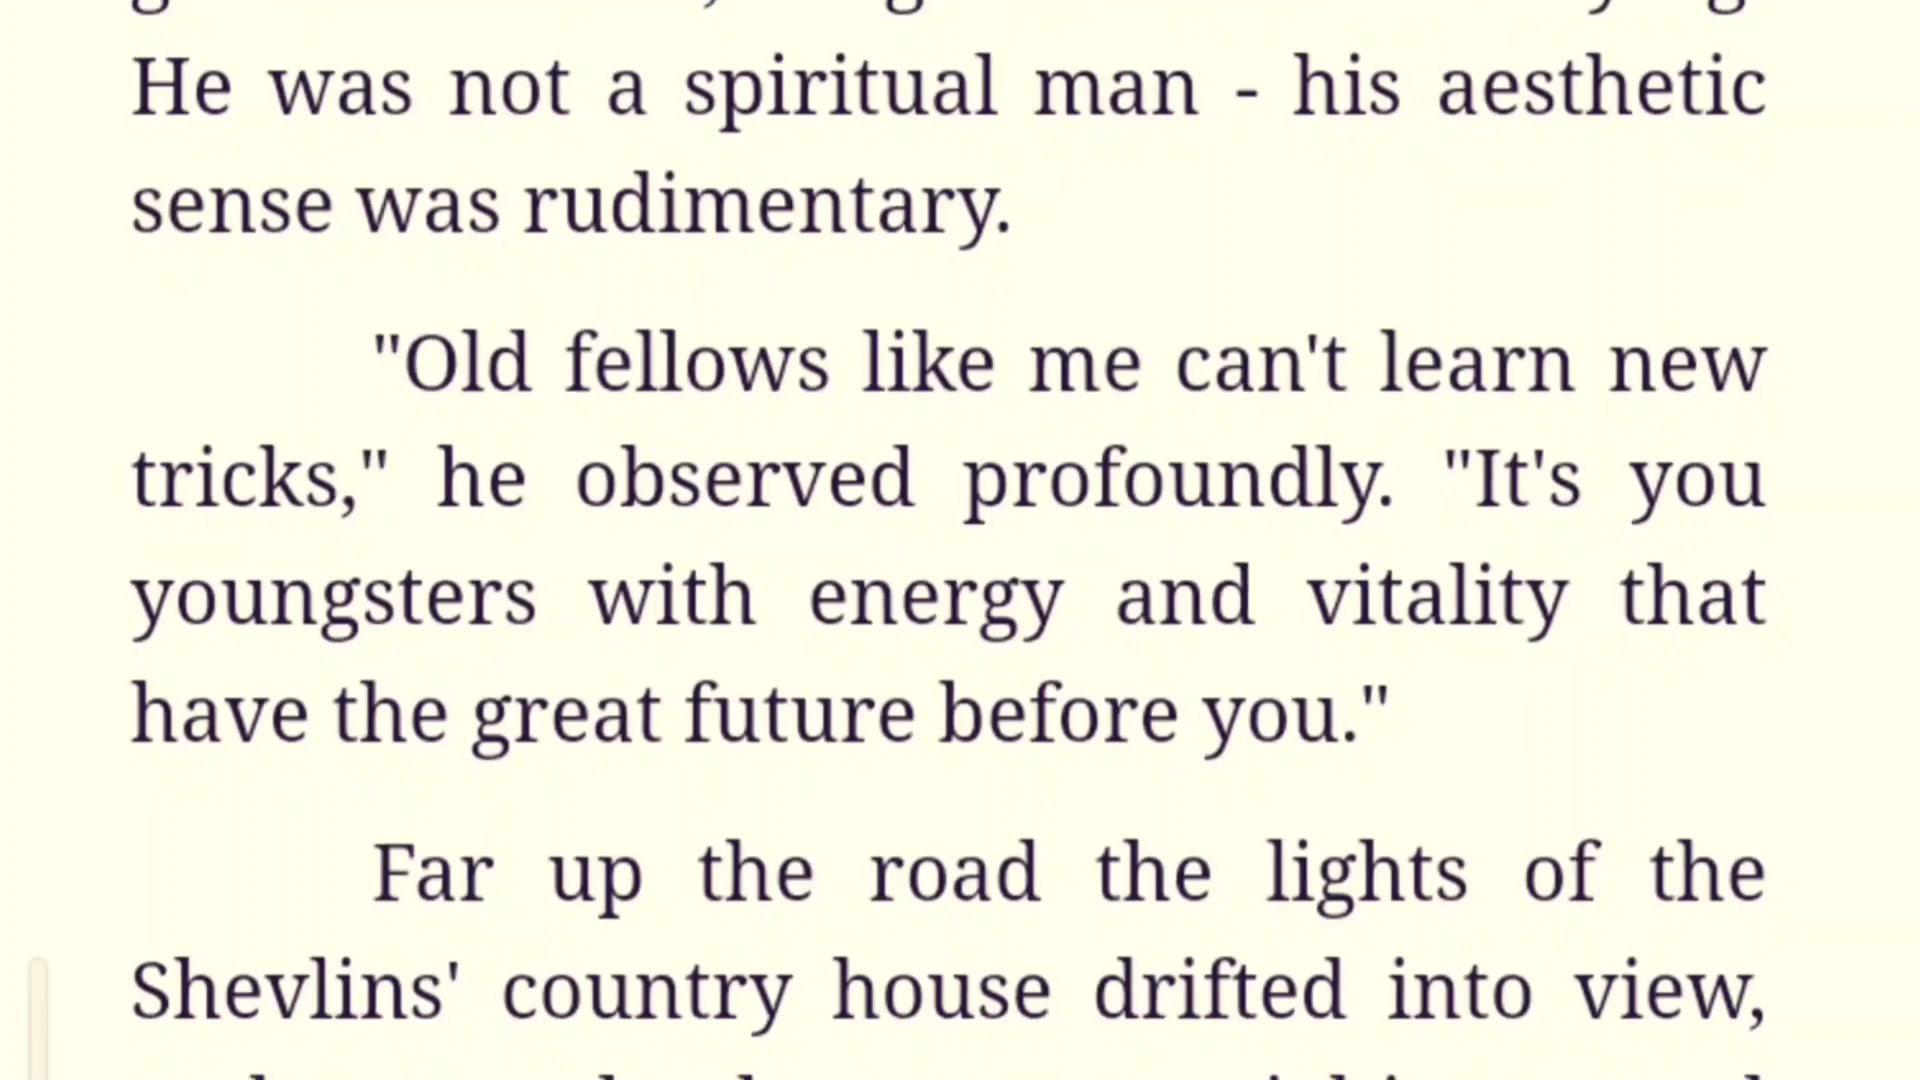 He was not a spiritual man - his aesthetic
sense was rudimentary.
"Old fellows like me can't learn new
tricks," he observed profoundly. "It's you
youngsters with energy and vitality that
have the great future before you."
Far up the road the lights of the
Shevlins' country house drifted into view,